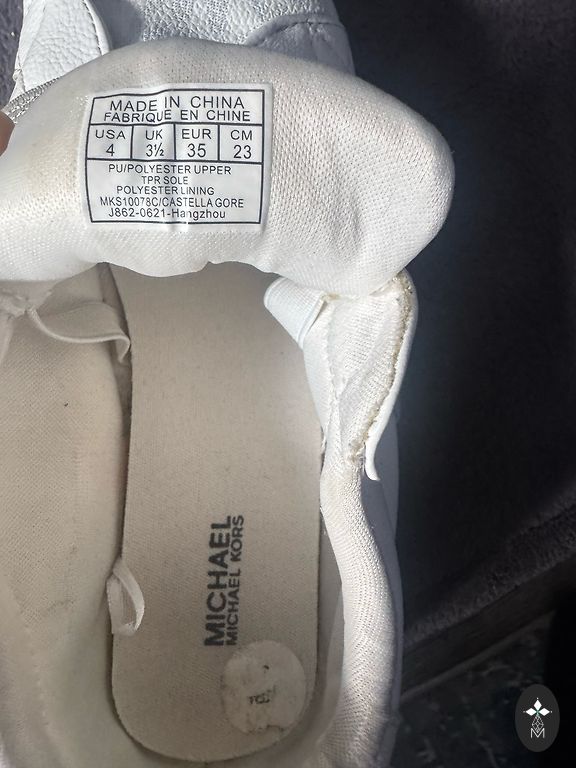 MADE IN CHINA
FABRIQUE EN CHINE
USA UK EUR CM
4 3½ 35 23
PU/POLYESTER UPPER
TPR SOLE
POLYESTER LINING
MKS10078C/CASTELLA GORE
J862-0621-Hangzhou
MICHAEL
MICHAEL KORS